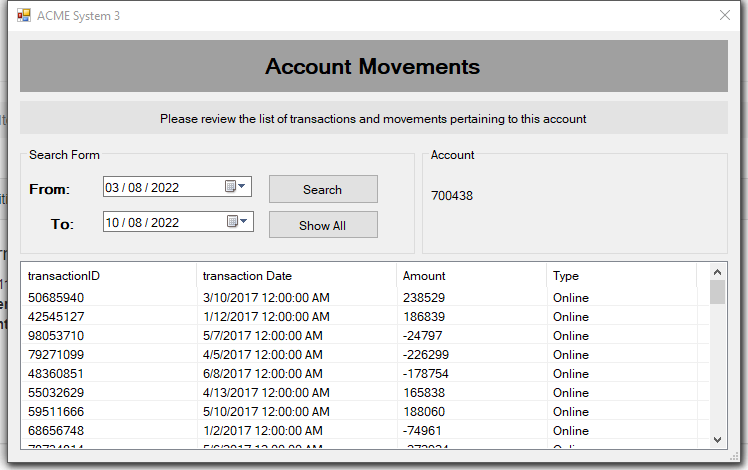 ACME System 3
Account Movements
Please review the list of transactions and movements pertaining to this account
Search Form
From:
03 / 08 / 2022
Search
To:
10 / 08 / 2022
Show All
Account
700438
transactionID transaction Date Amount Type
50685940 3/10/2017 12:00:00 AM 238529 Online
42545127 1/12/2017 12:00:00 AM 186839 Online
98053710 5/7/2017 12:00:00 AM -24797 Online
79271099 4/5/2017 12:00:00 AM -226299 Online
48360851 6/8/2017 12:00:00 AM -178754 Online
55032629 4/13/2017 12:00:00 AM 165838 Online
59511666 5/10/2017 12:00:00 AM 188060 Online
68656748 1/2/2017 12:00:00 AM -74961 Online